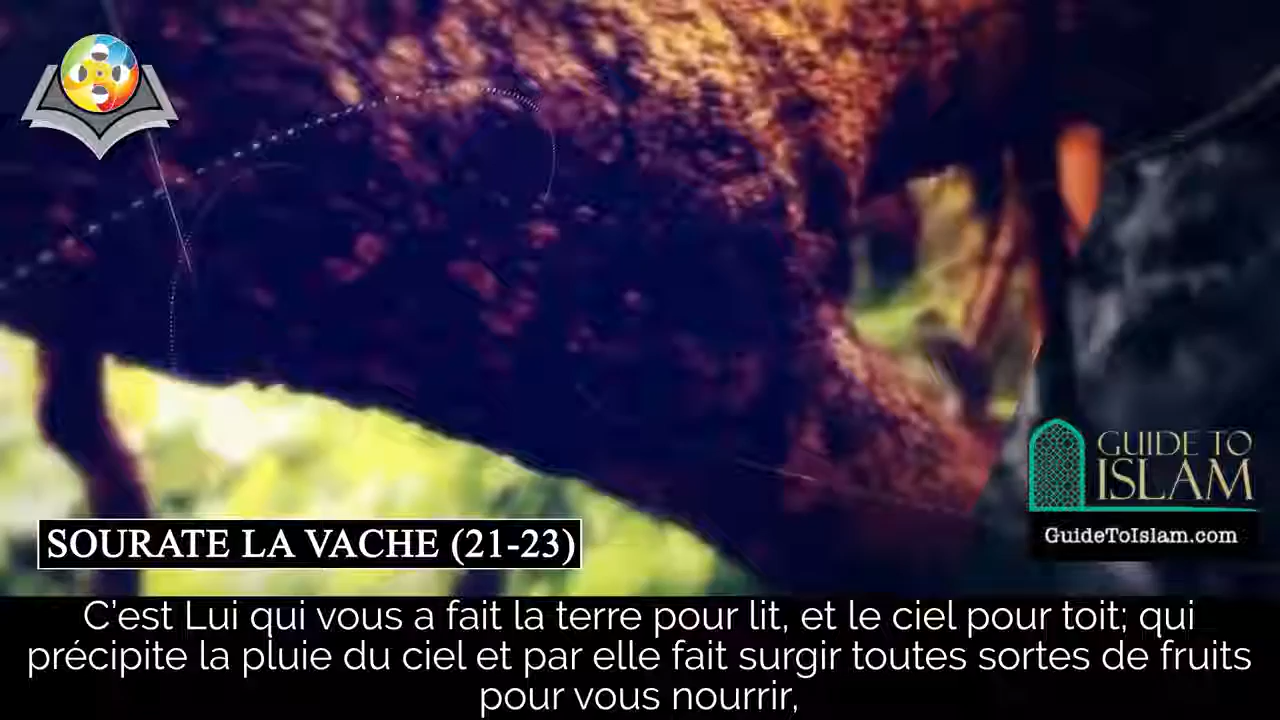 GUIDE TO
ISLAM
GuideToIslam.com
SOURATE LA VACHE (21-23)
C’est Lui qui vous a fait la terre pour lit, et le ciel pour toit; qui
précipite la pluie du ciel et par elle fait surgir toutes sortes de fruits
pour vous nourrir,